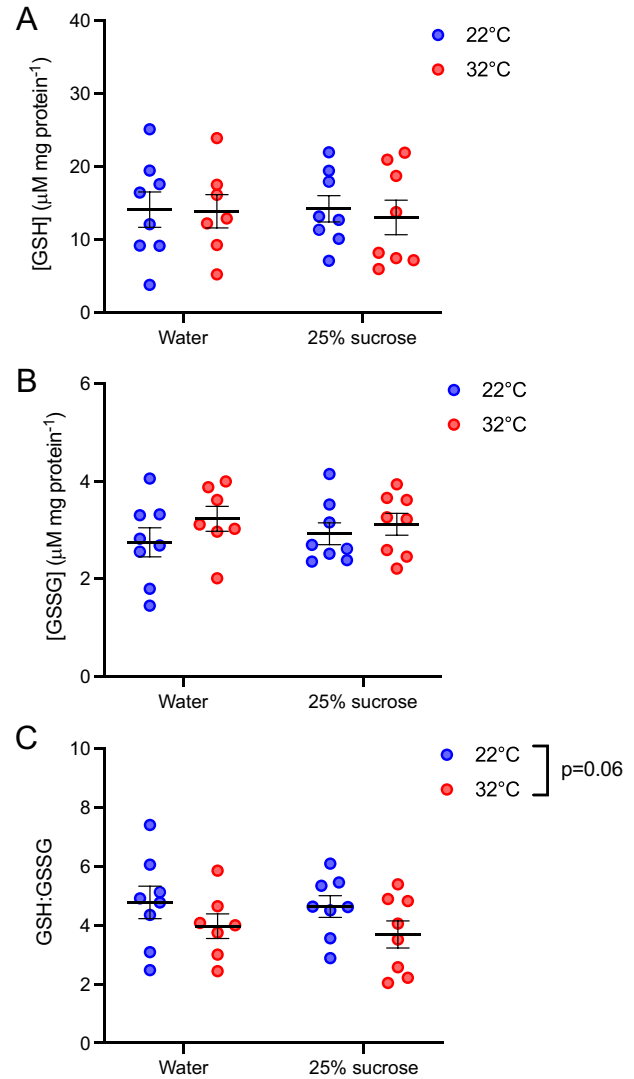 A
40
30
20
10
0
[GSH] (μM mg protein⁻¹)
22°C
32°C
Water
25% sucrose
B
6
4
2
0
[GSSG] (μM mg protein⁻¹)
22°C
32°C
Water
25% sucrose
C
10
8
6
4
2
0
GSH:GSSG
22°C
32°C
p=0.06
Water
25% sucrose